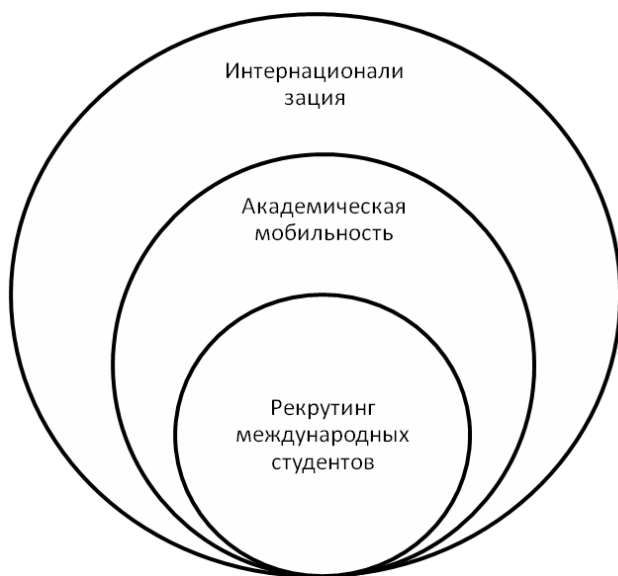 Интернационали
зация
Академическая
мобильность
Рекрутинг
международных
студентов